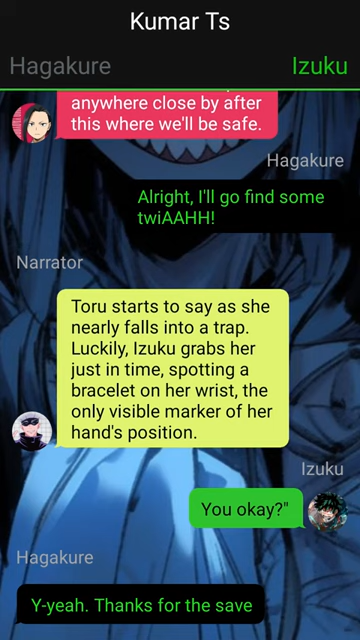 Kumar Ts
Hagakure
Izuku
anywhere close by after
this where we'll be safe.
Hagakure
Alright, I'll go find some
twiAAHH!
Narrator
Toru starts to say as she
nearly falls into a trap.
Luckily, Izuku grabs her
just in time, spotting a
bracelet on her wrist, the
only visible marker of her
hand's position.
Izuku
You okay?"
Hagakure
Y-yeah. Thanks for the save